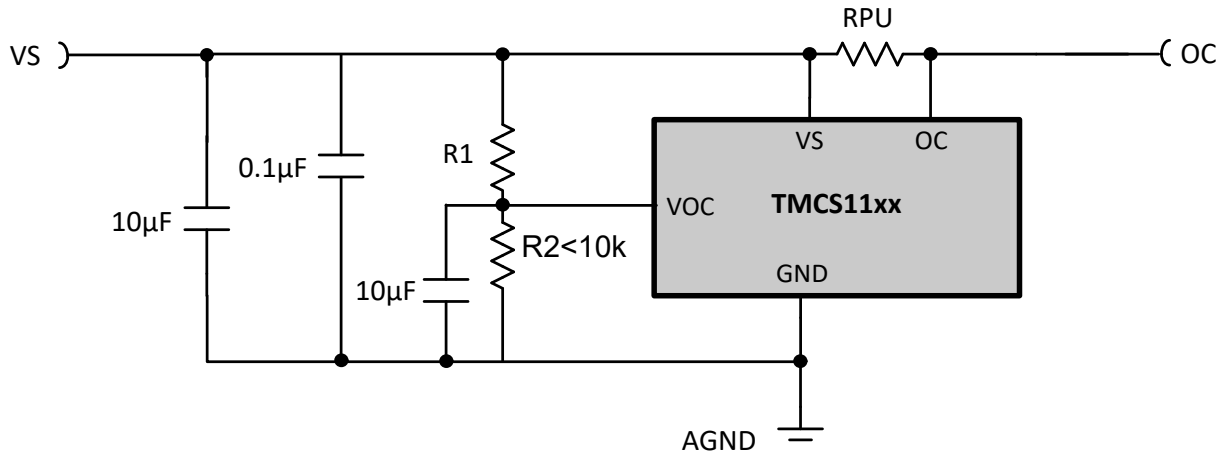 RPU
VS
OC
VS
OC
R1
0.1µF
VOC
TMCS11xx
10µF
R2<10k
GND
10µF
AGND